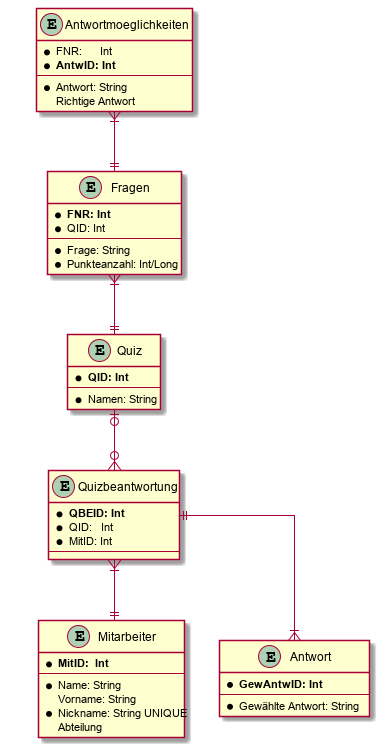 E Antwortmoeglichkeiten
FNR: Int
AntwID: Int
Antwort: String
Richtige Antwort
E Fragen
FNR: Int
QID: Int
Frage: String
Punkteanzahl: Int/Long
E Quiz
QID: Int
Namen: String
E Quizbeantwortung
QBEID: Int
QID: Int
MitID: Int
E Mitarbeiter
MitID: Int
Name: String
Vorname: String
Nickname: String UNIQUE
Abteilung
E Antwort
GewAntwID: Int
Gewählte Antwort: String